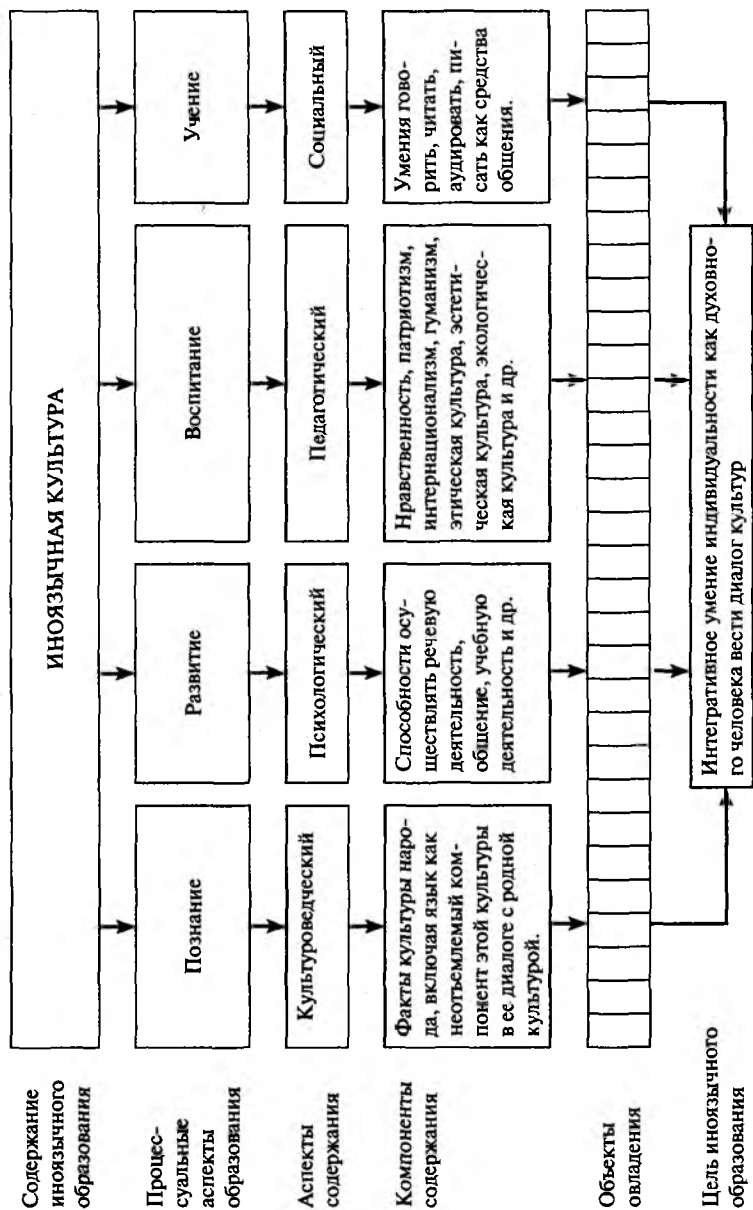 Содержание
иноязычного
образования
ИНОЯЗЫЧНАЯ КУЛЬТУРА
Процес-
суальные
аспекты
образования
Познание
Развитие
Воспитание
Учение
Аспекты
содержания
Культуроведческий
Психологический
Педаготический
Социальный
Компоненты
содержания
Факты культуры наро-
да, включая язык как
неотъемлемый ком-
понент этой культуры
в ее диалоге с родной
культурой.
Способности осу-
ществлять речевую
деятельность,
общение, учебную
деятельность и др.
Нравственность, патриотизм,
интернационализм, гуманизм,
этическая культура, эстети-
ческая культура, экологичес-
кая культура и др.
Умения гово-
рить, читать,
аудировать, пи-
сать как средства
общения.
Объекты
овладения
Цель иноязычного
образования
Интегративное умение индивидуальности как духовно-
го человека вести диалог культур